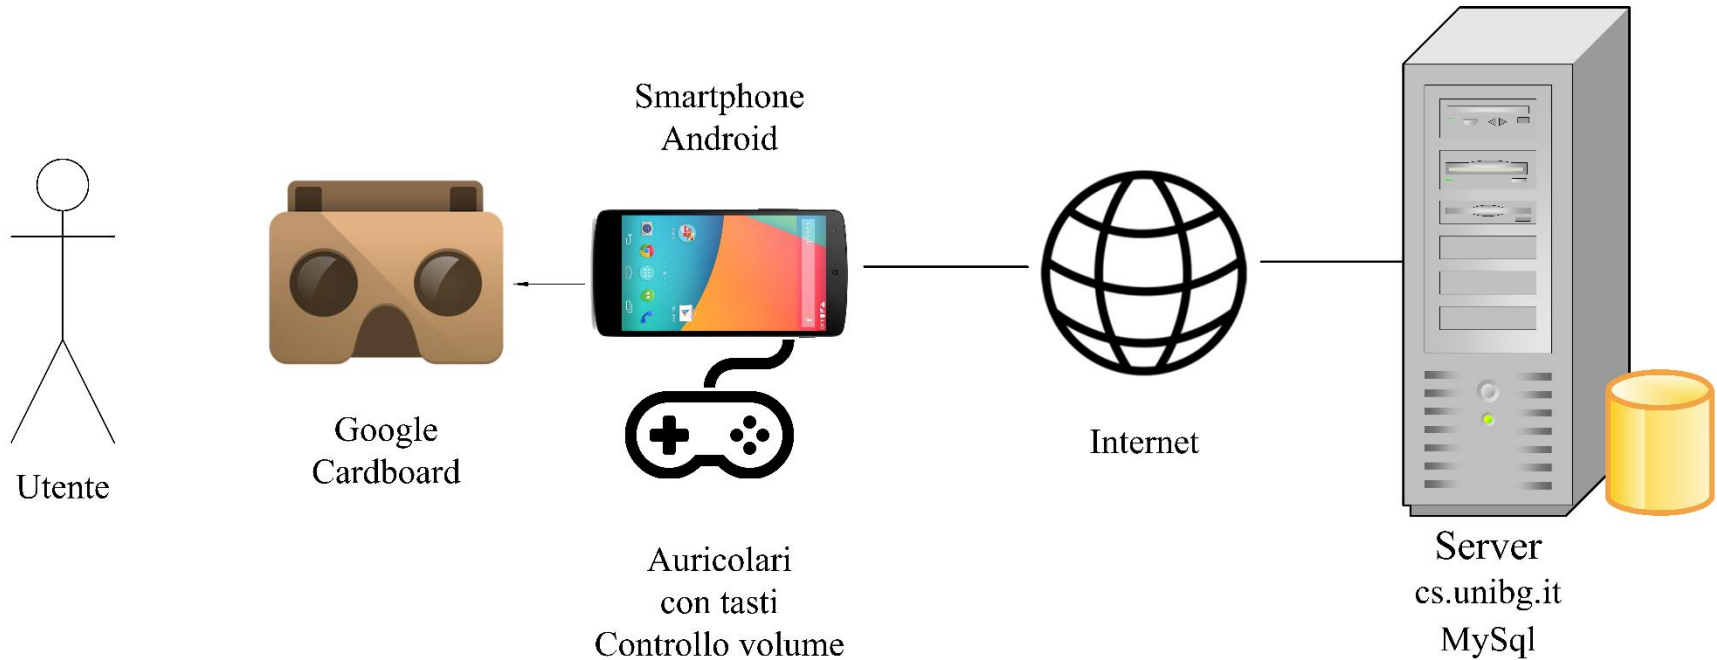 Utente
Google
Cardboard
Smartphone
Android
Auricolari
con tasti
Controllo volume
Internet
Server
cs.unibg.it
MySql